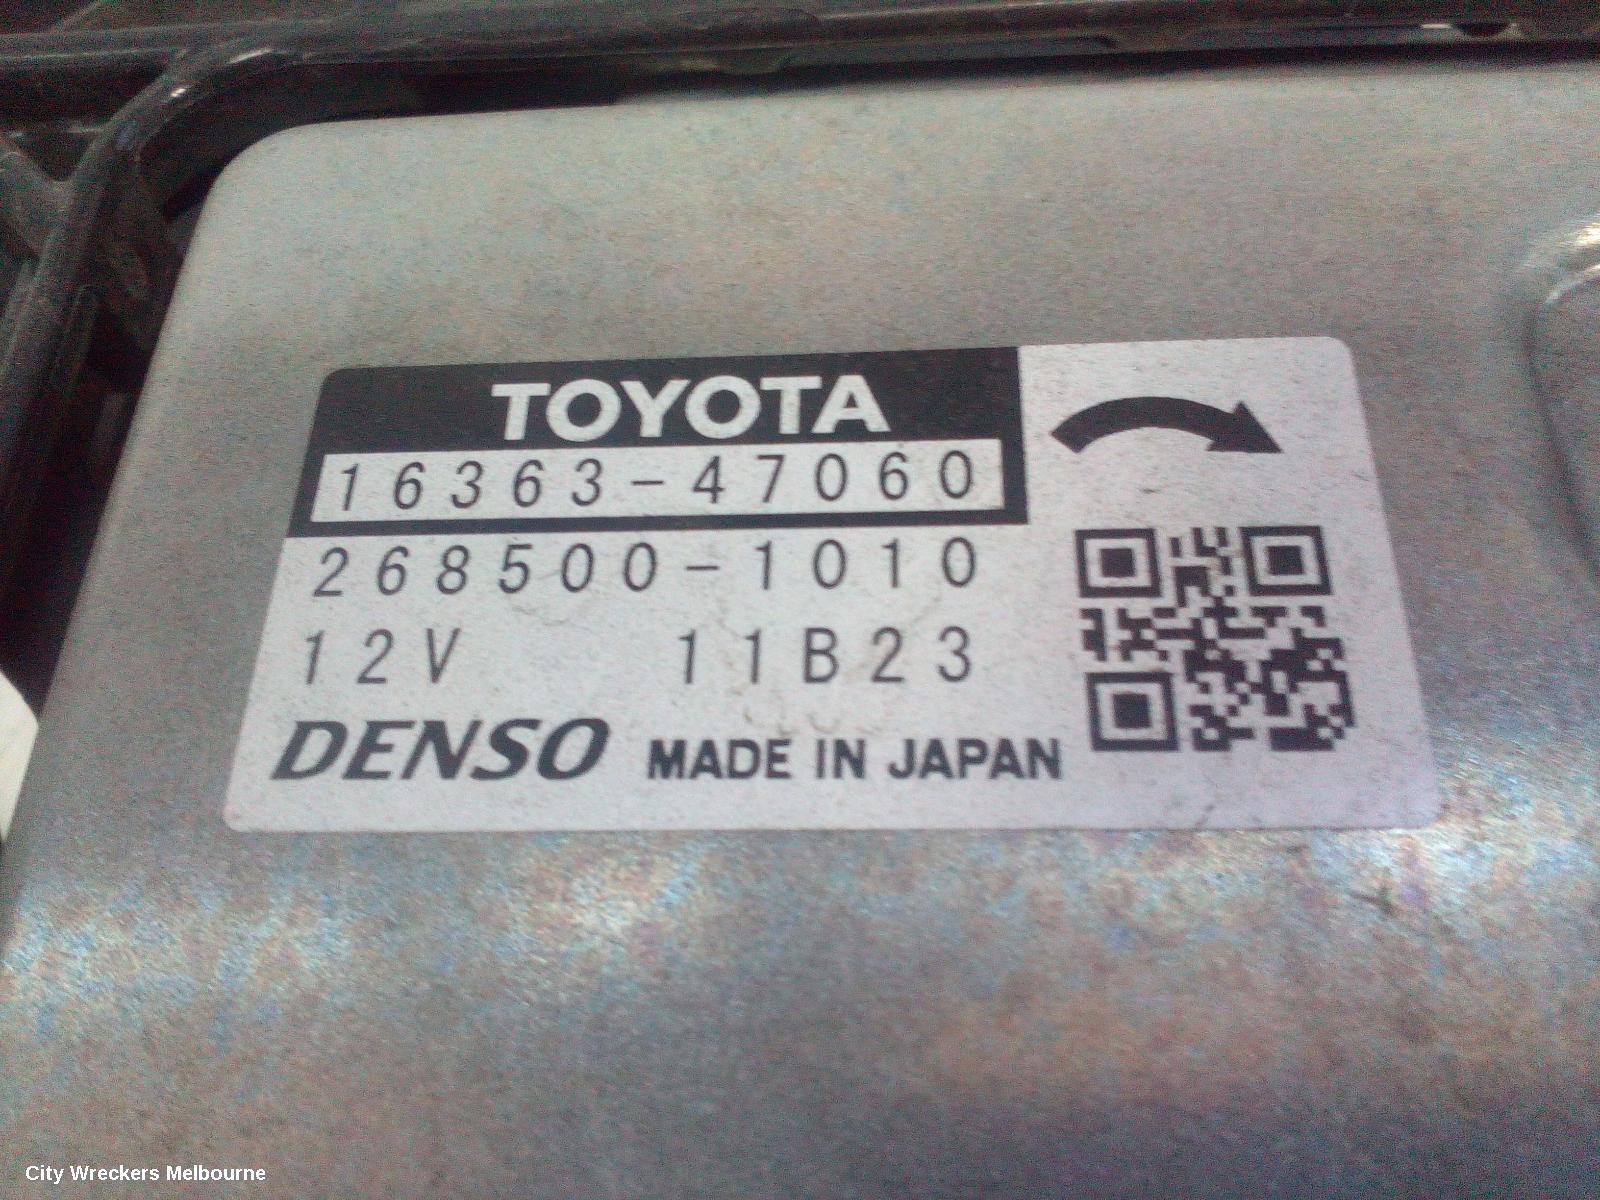 TOYOTA
16363-47060
268500-1010
12V 11B23
DENSO MADE IN JAPAN
City Wreckers Melbourne